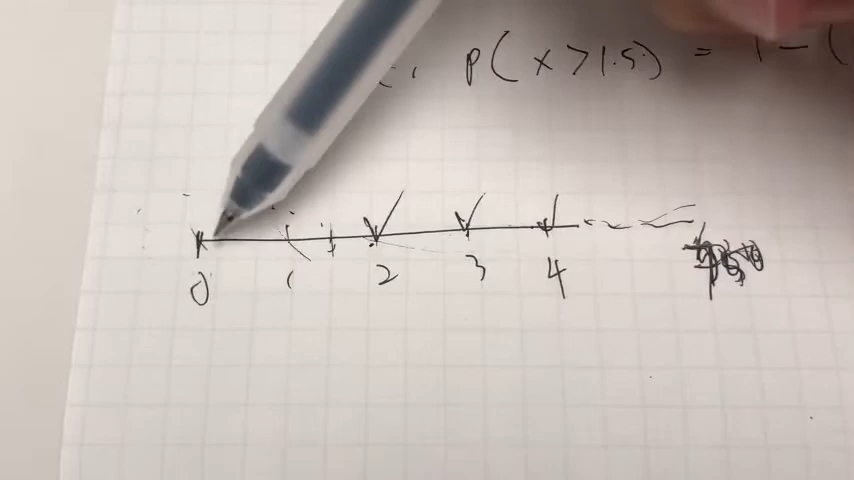 P(x>1.5) = 1-(
0 1 2 3 4